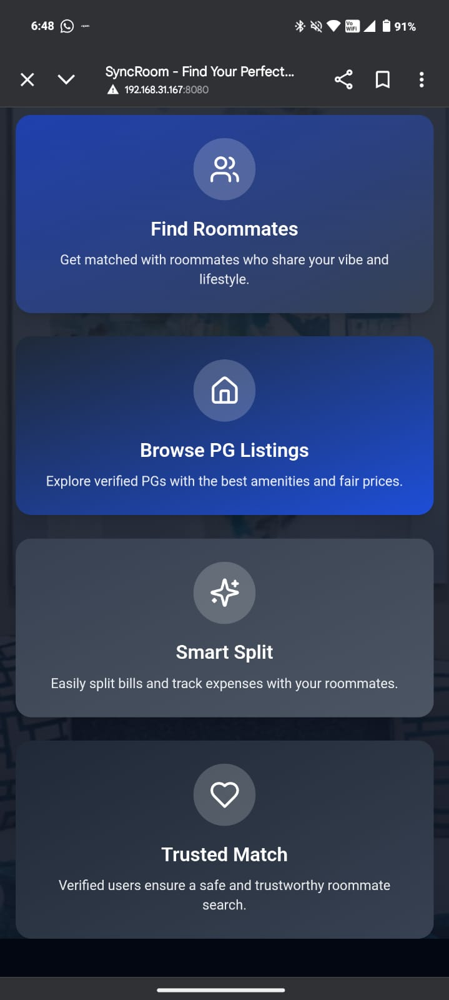 6:48
Vo
WiFi
91%
SyncRoom - Find Your Perfect...
192.168.31.167:8080
Find Roommates
Get matched with roommates who share your vibe and
lifestyle.
Browse PG Listings
Explore verified PGs with the best amenities and fair prices.
Smart Split
Easily split bills and track expenses with your roommates.
Trusted Match
Verified users ensure a safe and trustworthy roommate
search.